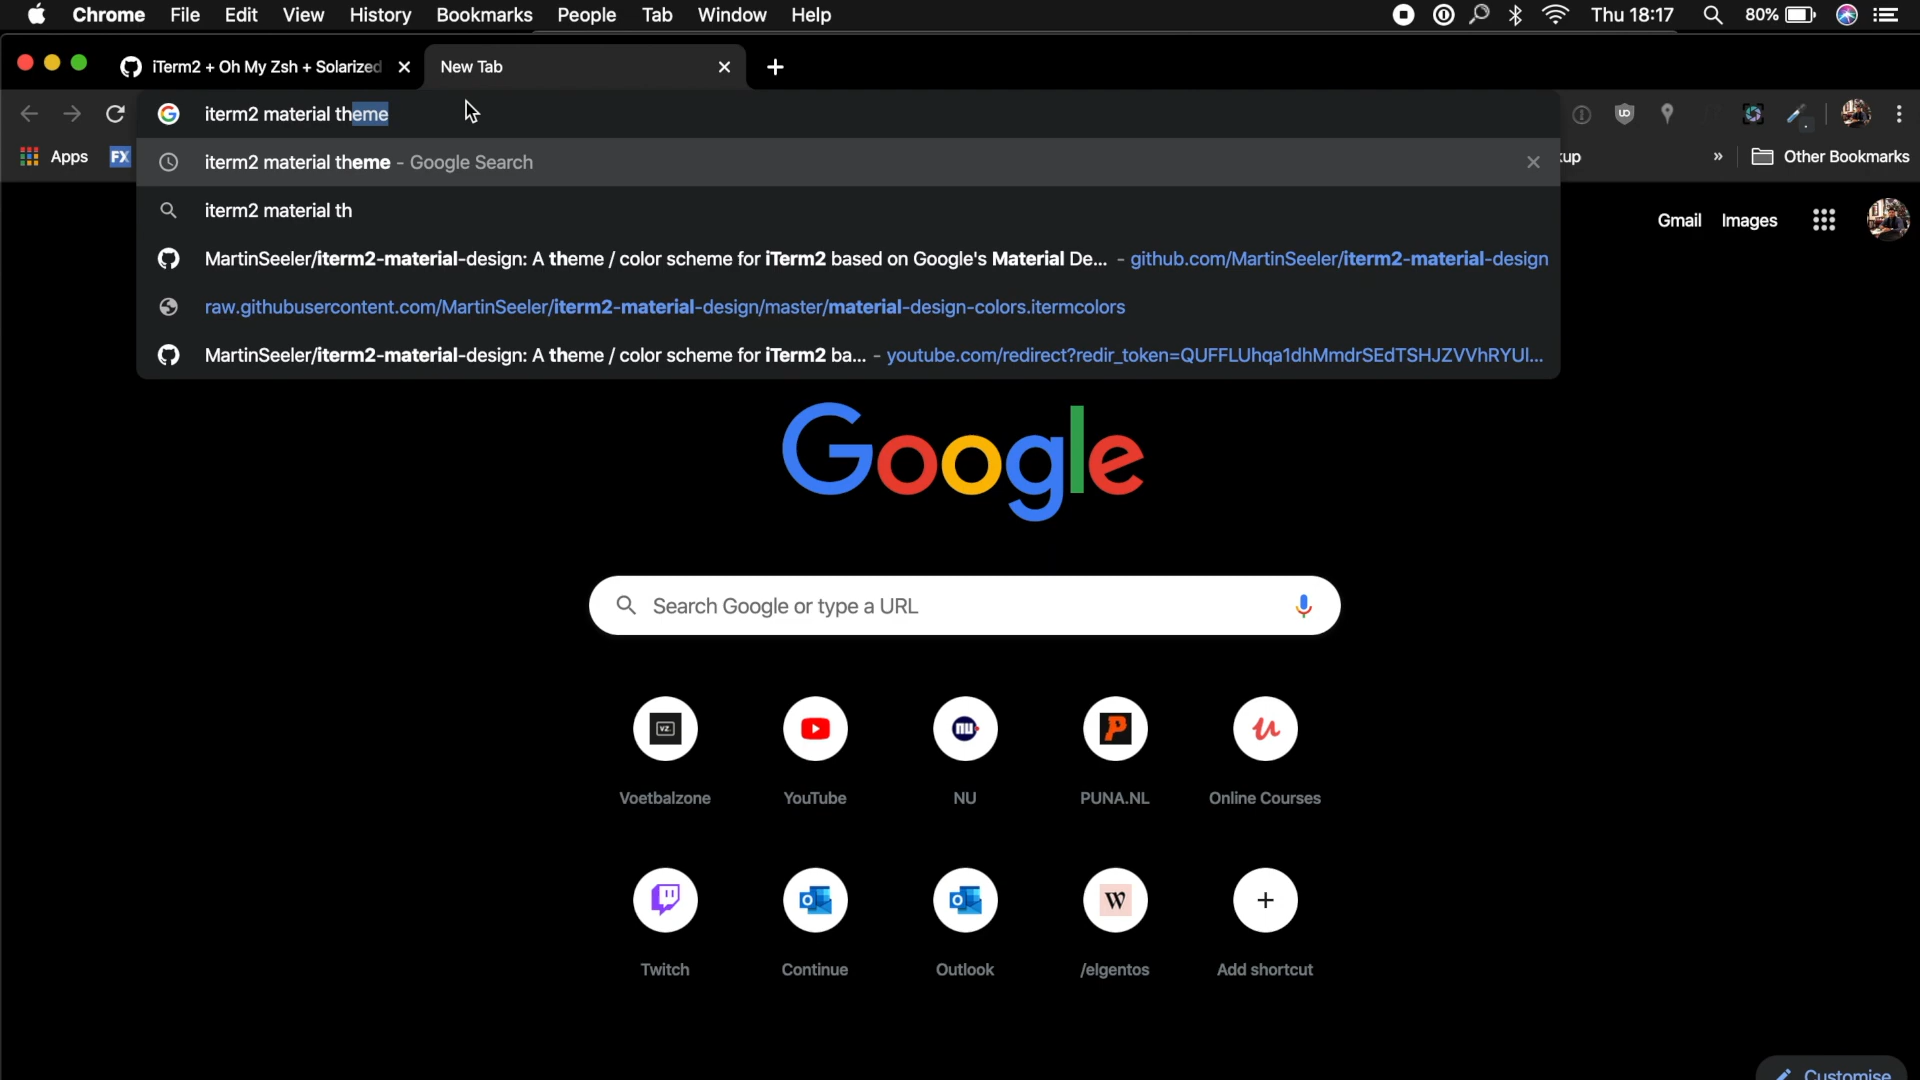 Chrome File Edit View History Bookmarks People Tab Window Help Thu 18:17 80%
iTerm2 + Oh My Zsh + Solarized New Tab
iterm2 material theme
Apps FX kup » Other Bookmarks
iterm2 material theme - Google Search
iterm2 material th
MartinSeeler/iterm2-material-design: A theme / color scheme for iTerm2 based on Google's Material De... - github.com/MartinSeeler/iterm2-material-design
raw.githubusercontent.com/MartinSeeler/iterm2-material-design/master/material-design-colors.itermcolors
MartinSeeler/iterm2-material-design: A theme / color scheme for iTerm2 ba... - youtube.com/redirect?redir_token=QUFFLUhqa1dhMmdrSEdTSHJZVVhRYUl...
Gmail Images
Google
Search Google or type a URL
Voetbalzone YouTube NU PUNA.NL Online Courses
Twitch Continue Outlook /elgentos Add shortcut
Customise